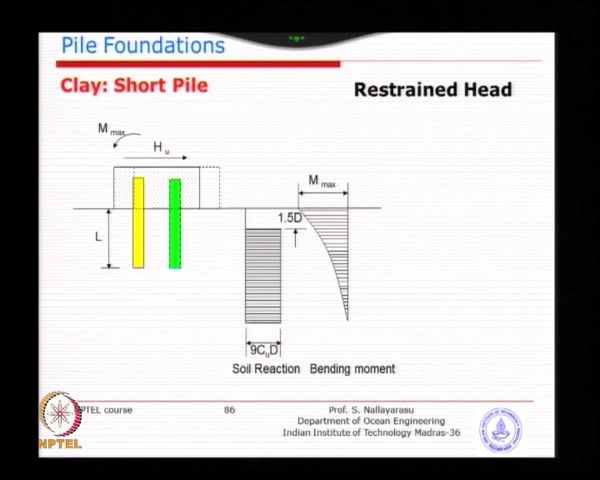 Pile Foundations
Clay: Short Pile
Restrained Head
M max
H u
M max
1.5D
L
9CuD
Soil Reaction Bending moment
NPTEL course
86
Prof. S. Nallayarasu
Department of Ocean Engineering
Indian Institute of Technology Madras-36
NPTEL